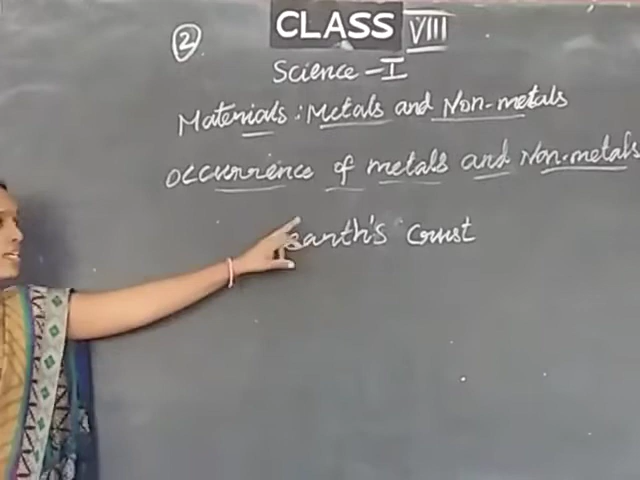 ② CLASS VIII
Science - I
Materials : Metals and Non-metals
Occurrence of metals and Non-metals
Earth's Crust